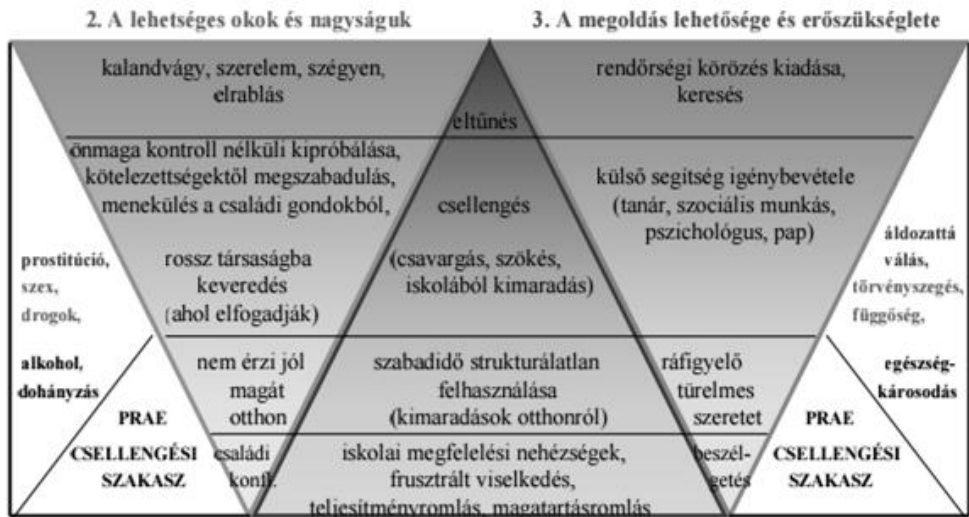 2. A lehetséges okok és nagyságuk
3. A megoldás lehetősége és erőszükséglete
kalandvágy, szerelem, szégyen,
elrablás
eltűnés
rendőrségi körözés kiadása,
keresés
önmaga kontroll nélküli kipróbálása,
kötelezettségektől megszabadulás,
menekülés a családi gondokból,
rossz társaságba
keveredés
(ahol elfogadják)
csellengés
(csavargás, szökés,
iskolából kimaradás)
külső segítség igénybevétele
(tanár, szociális munkás,
pszichológus, pap)
prostitúció,
szex,
drogok,
alkohol,
dohányzás
áldozattá
válás,
törvényszegés,
függőség,
egészség-
károsodás
nem érzi jól
magát
otthon
szabadidő strukturálatlan
felhasználása
(kimaradások otthonról)
ráfigyelő
türelmes
szeretet
PRAE
CSELLENGÉSI
SZAKASZ
családi
konfl.
iskolai megfelelési nehézségek,
frusztrált viselkedés,
teljesítményromlás, magatartásromlás
beszél-
getés
PRAE
CSELLENGÉSI
SZAKASZ